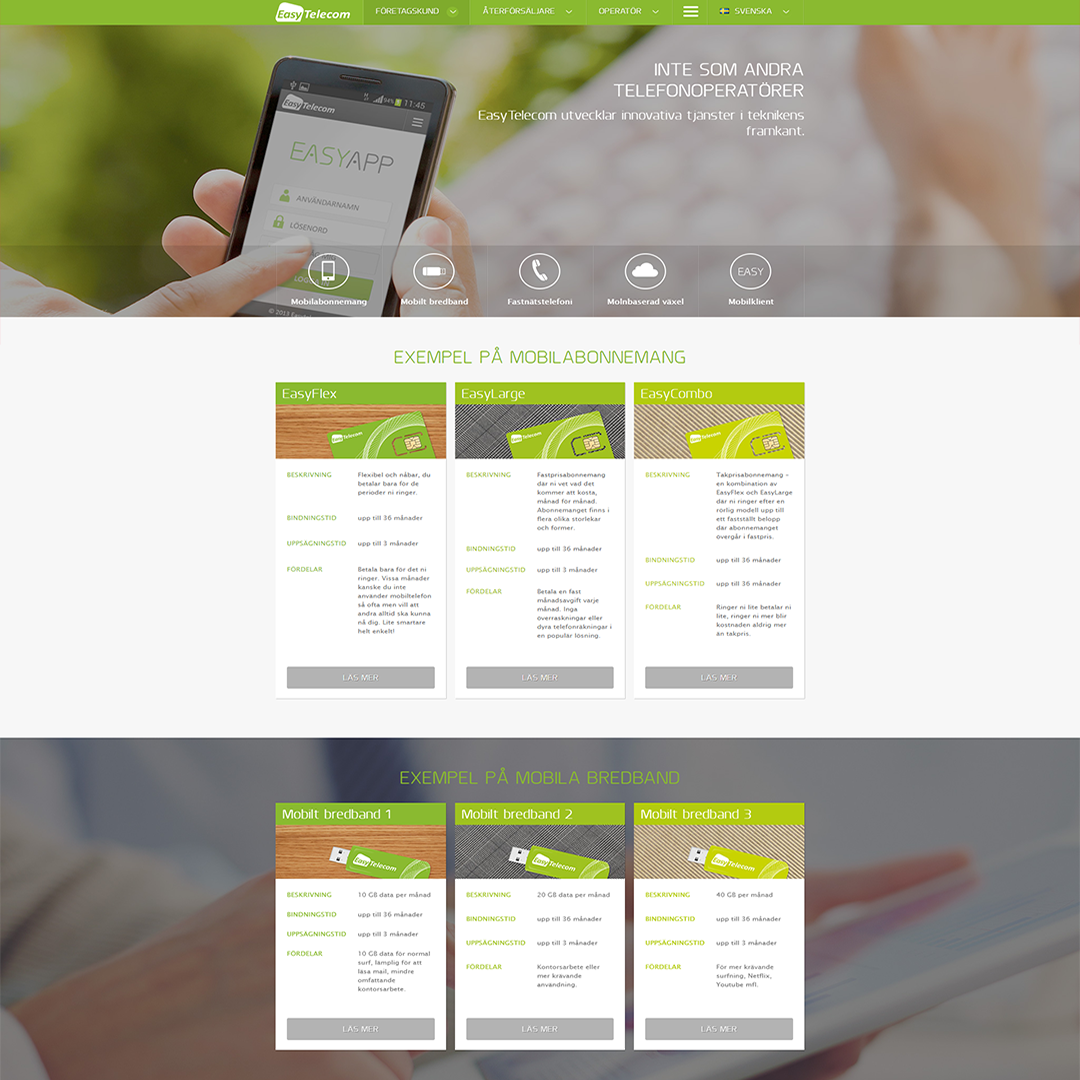 EasyTelecom
FÖRETAGSKUND
ÅTERFÖRSÄLJARE
OPERATÖR
SVENSKA
INTE SOM ANDRA
TELEFONOPERATÖRER
EasyTelecom utvecklar innovativa tjänster i teknikens
framkant.
54% 11:45
EasyTelecom
EASYAPP
ANVÄNDARNAMN
LÖSENORD
© 2013
Mobilabonnemang
Mobilt bredband
Fastnätstelefoni
Molnbaserad växel
EASY
Mobilklient
EXEMPEL PÅ MOBILABONNEMANG
EasyFlex
EasyTelecom
BESKRIVNING
Flexibel och nåbar, du
betalar bara för de
perioder ni ringer.
BINDNINGSTID
upp till 36 månader
UPPSÄGNINGSTID
upp till 3 månader
FÖRDELAR
Betala bara för det ni
ringer. Vissa månader
kanske du inte
använder mobiltelefon
så ofta men vill att
andra alltid ska kunna
nå dig. Lite smartare
helt enkelt!
LÄS MER
EasyLarge
EasyTelecom
BESKRIVNING
Fastprisabonnemang
där ni vet vad det
kommer att kosta,
månad för månad.
Abonnemanget finns i
flera olika storlekar
och former.
BINDNINGSTID
upp till 36 månader
UPPSÄGNINGSTID
upp till 3 månader
FÖRDELAR
Betala en fast
månadsavgift varje
månad. Inga
överraskningar eller
dyra telefonräkningar i
en populär lösning.
LÄS MER
EasyCombo
EasyTelecom
BESKRIVNING
Takprisabonnemang –
en kombination av
EasyFlex och EasyLarge
där ni ringer efter en
rörlig modell upp till
ett fastställt belopp
där abonnemanget
övergår i fastpris.
BINDNINGSTID
upp till 36 månader
UPPSÄGNINGSTID
upp till 36 månader
FÖRDELAR
Ringer ni lite betalar ni
lite, ringer ni mer blir
kostnaden aldrig mer
än takpris.
LÄS MER
EXEMPEL PÅ MOBILA BREDBAND
Mobilt bredband 1
EasyTelecom
BESKRIVNING
10 GB data per månad
BINDNINGSTID
upp till 36 månader
UPPSÄGNINGSTID
upp till 3 månader
FÖRDELAR
10 GB data för normal
surf, lämplig för att
läsa mail, mindre
omfattande
kontorsarbete.
LÄS MER
Mobilt bredband 2
EasyTelecom
BESKRIVNING
20 GB data per månad
BINDNINGSTID
upp till 36 månader
UPPSÄGNINGSTID
upp till 3 månader
FÖRDELAR
Kontorsarbete eller
mer krävande
användning.
LÄS MER
Mobilt bredband 3
EasyTelecom
BESKRIVNING
40 GB per månad
BINDNINGSTID
upp till 36 månader
UPPSÄGNINGSTID
upp till 3 månader
FÖRDELAR
För mer krävande
surfning, Netflix,
Youtube mfl.
LÄS MER